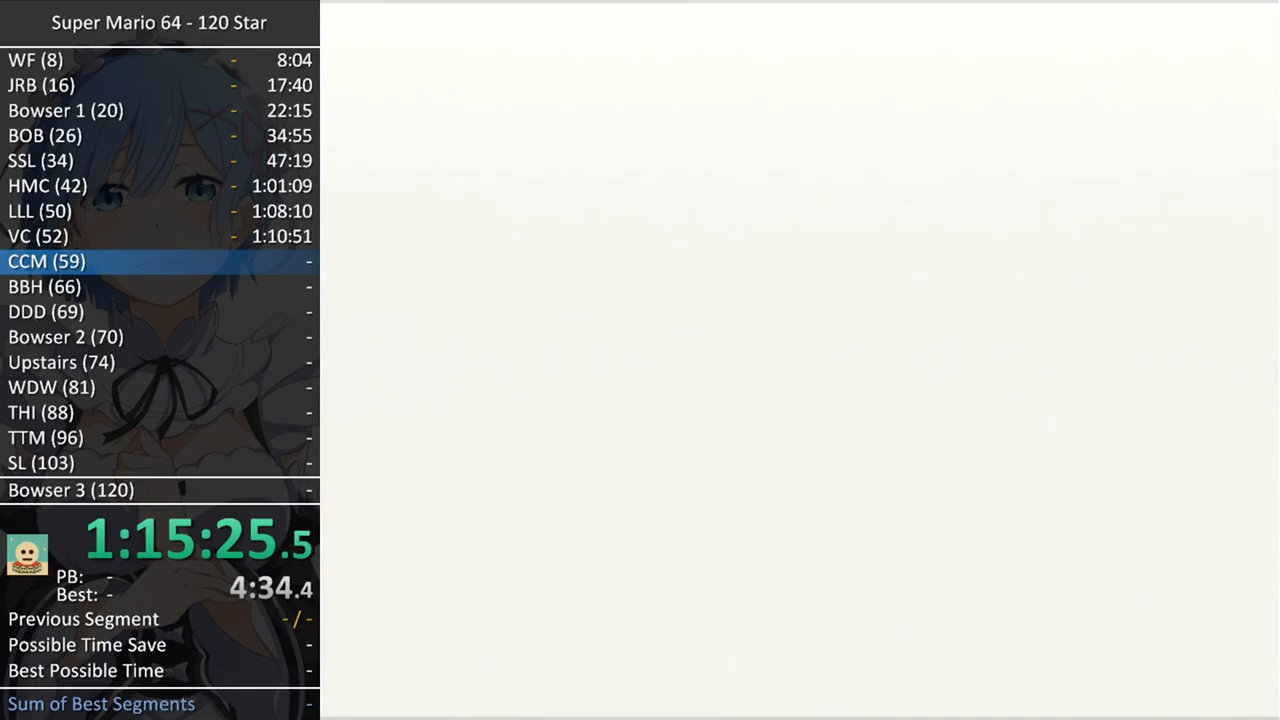 Super Mario 64 - 120 Star
WF (8) - 8:04
JRB (16) - 17:40
Bowser 1 (20) - 22:15
BOB (26) - 34:55
SSL (34) - 47:19
HMC (42) - 1:01:09
LLL (50) - 1:08:10
VC (52) - 1:10:51
CCM (59) -
BBH (66) -
DDD (69) -
Bowser 2 (70) -
Upstairs (74) -
WDW (81) -
THI (88) -
TTM (96) -
SL (103) -
Bowser 3 (120) -
1:15:25.5
PB: - 4:34.4
Best: -
Previous Segment - / -
Possible Time Save -
Best Possible Time -
Sum of Best Segments -